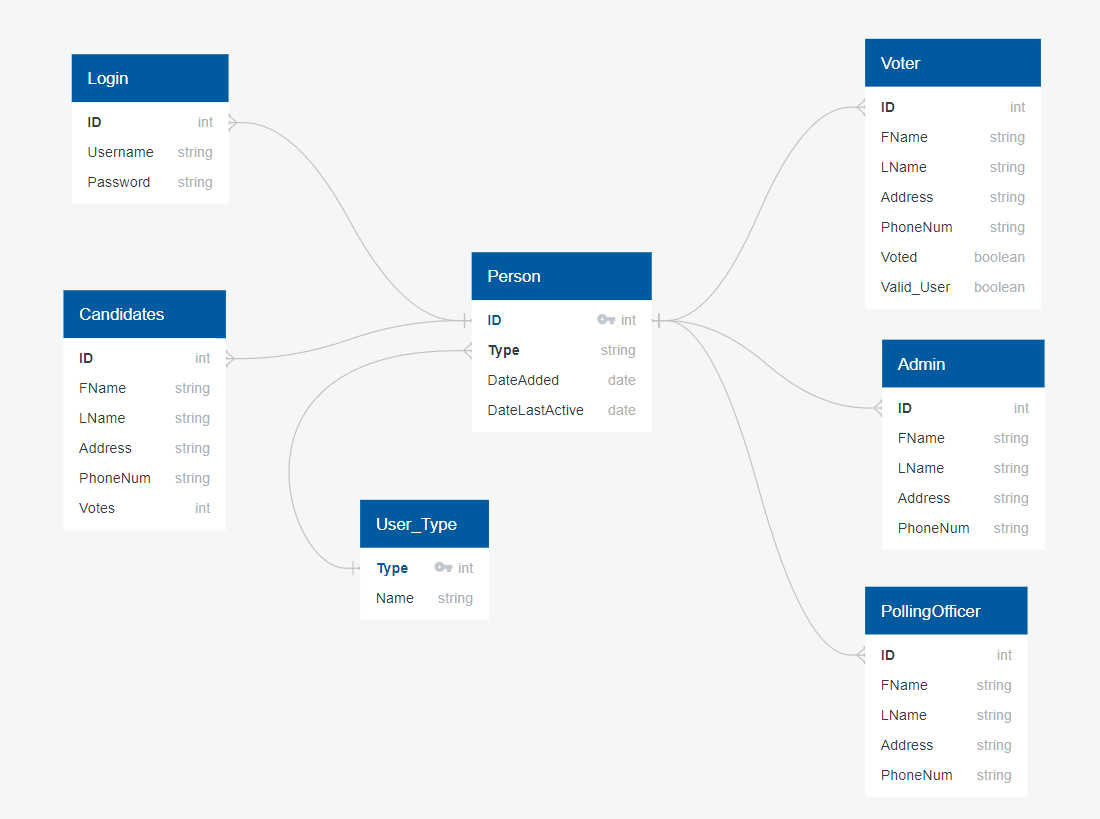 Login
ID int
Username string
Password string
Candidates
ID int
FName string
LName string
Address string
PhoneNum string
Votes int
Person
ID int
Type string
DateAdded date
DateLastActive date
User_Type
Type int
Name string
Voter
ID int
FName string
LName string
Address string
PhoneNum string
Voted boolean
Valid_User boolean
Admin
ID int
FName string
LName string
Address string
PhoneNum string
PollingOfficer
ID int
FName string
LName string
Address string
PhoneNum string